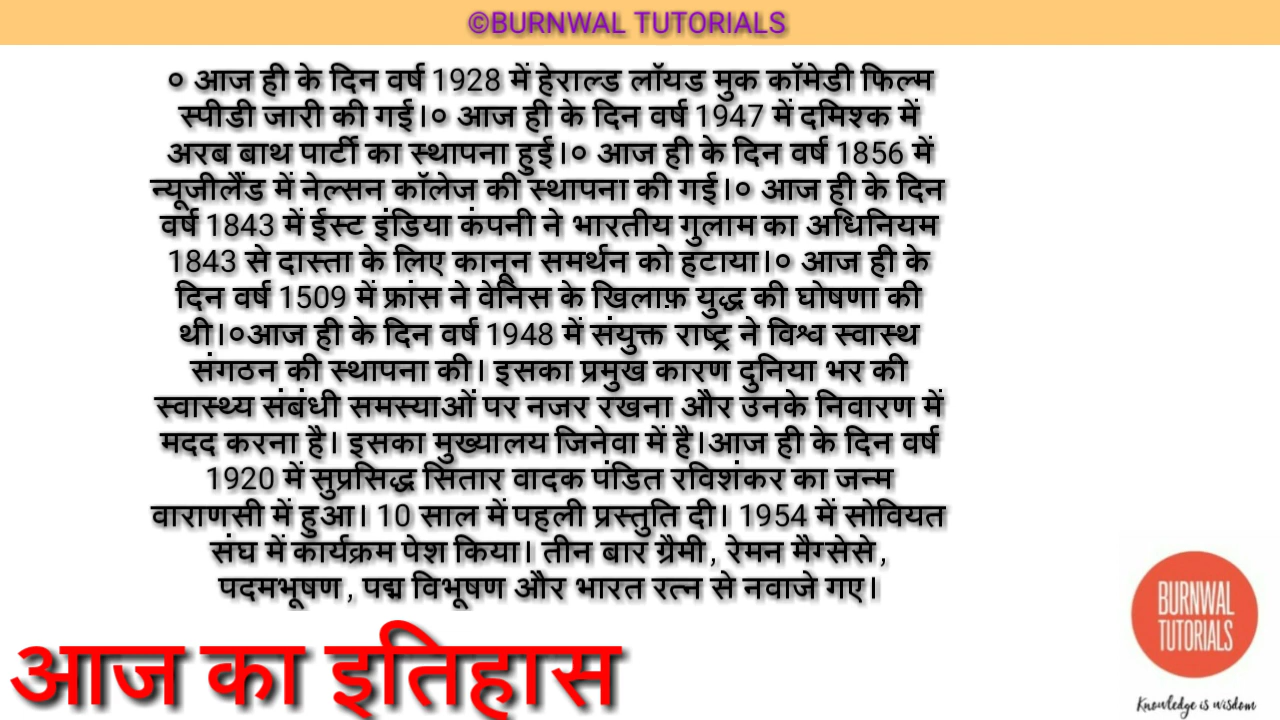 ©BURNWAL TUTORIALS
० आज ही के दिन वर्ष 1928 में हेराल्ड लॉयड मुक कॉमेडी फिल्म
स्पीडी जारी की गई।० आज ही के दिन वर्ष 1947 में दमिश्क में
अरब बाथ पार्टी का स्थापना हुई।० आज ही के दिन वर्ष 1856 में
न्यूजीलैंड में नेल्सन कॉलेज की स्थापना की गई।० आज ही के दिन
वर्ष 1843 में ईस्ट इंडिया कंपनी ने भारतीय गुलाम का अधिनियम
1843 से दास्ता के लिए कानून समर्थन को हटाया।० आज ही के
दिन वर्ष 1509 में फ्रांस ने वेनिस के खिलाफ़ युद्ध की घोषणा की
थी।०आज ही के दिन वर्ष 1948 में संयुक्त राष्ट्र ने विश्व स्वास्थ
संगठन की स्थापना की। इसका प्रमुख कारण दुनिया भर की
स्वास्थ्य संबंधी समस्याओं पर नजर रखना और उनके निवारण में
मदद करना है। इसका मुख्यालय जिनेवा में है।आज ही के दिन वर्ष
1920 में सुप्रसिद्ध सितार वादक पंडित रविशंकर का जन्म
वाराणसी में हुआ। 10 साल में पहली प्रस्तुति दी। 1954 में सोवियत
संघ में कार्यक्रम पेश किया। तीन बार ग्रैमी, रेमन मैग्सेसे,
पदमभूषण, पद्म विभूषण और भारत रत्न से नवाजे गए।
आज का इतिहास
BURNWAL
TUTORIALS
Knowledge is wisdom